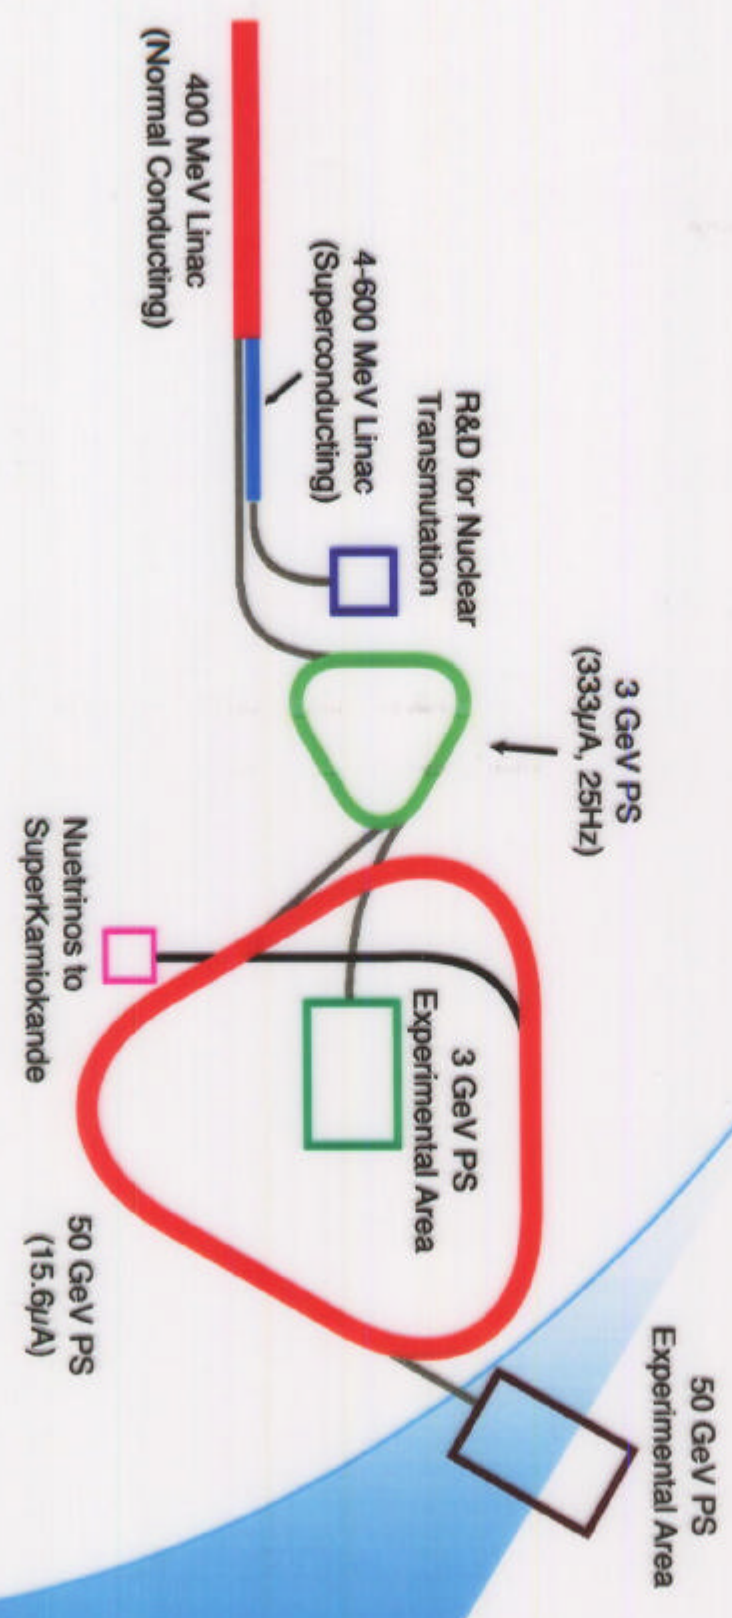 400 MeV Linac
(Normal Conducting)
4-600 MeV Linac
(Superconducting)
R&D for Nuclear
Transmutation
3 GeV PS
(333μA, 25Hz)
Nuetrinos to
SuperKamiokande
3 GeV PS
Experimental Area
50 GeV PS
(15.6μA)
50 GeV PS
Experimental Area